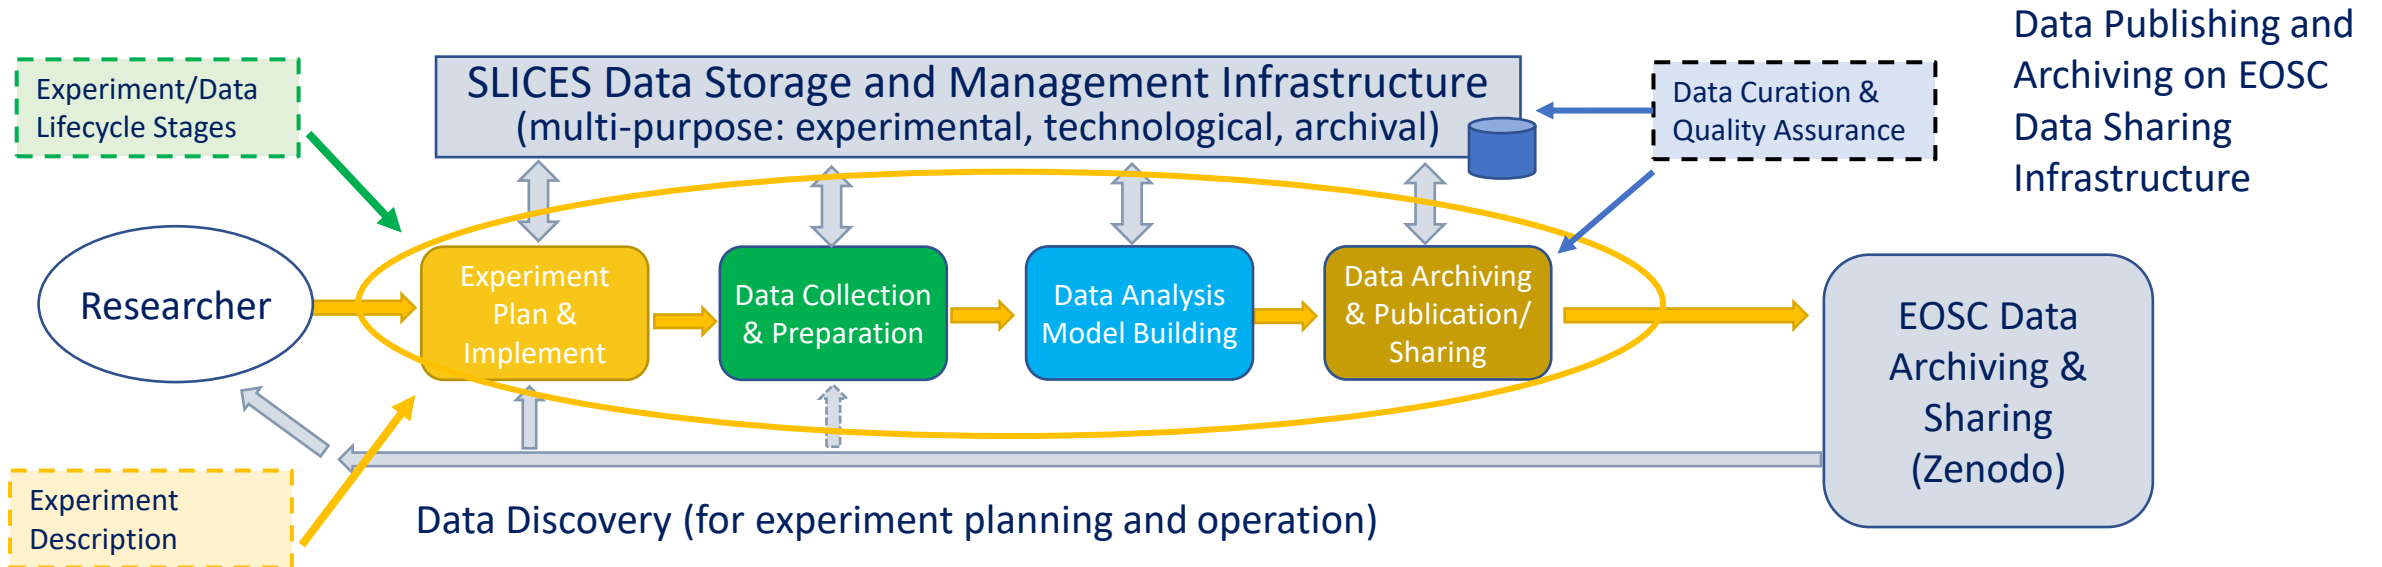 Data Publishing and
Archiving on EOSC
Data Sharing
Infrastructure
SLICES Data Storage and Management Infrastructure
(multi-purpose: experimental, technological, archival)
Experiment/Data
Lifecycle Stages
Data Curation &
Quality Assurance
Researcher
Experiment
Plan &
Implement
Data Collection
& Preparation
Data Analysis
Model Building
Data Archiving
& Publication/
Sharing
EOSC Data
Archiving &
Sharing
(Zenodo)
Experiment
Description
Data Discovery (for experiment planning and operation)